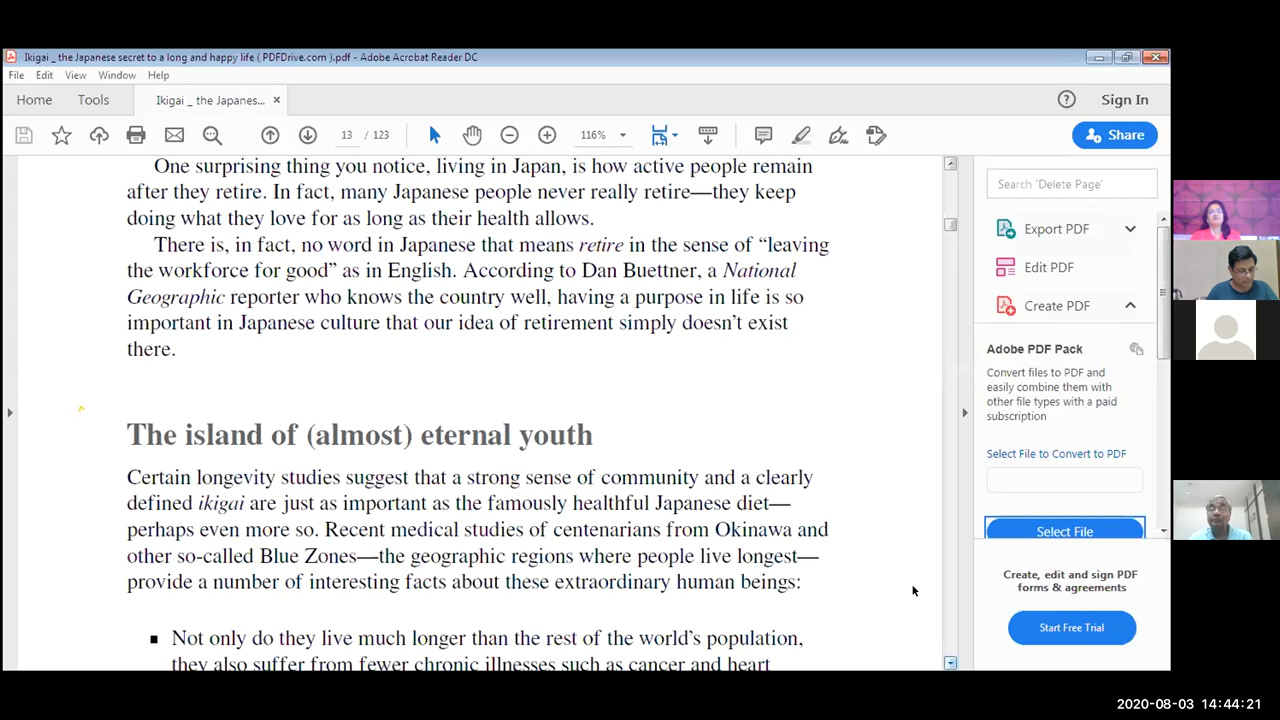 Ikigai _ the Japanese secret to a long and happy life ( PDFDrive.com ).pdf - Adobe Acrobat Reader DC
File Edit View Window Help
Home Tools Ikigai _ the Japanes... × Sign In
13 / 123 116% Share
One surprising thing you notice, living in Japan, is how active people remain
after they retire. In fact, many Japanese people never really retire—they keep
doing what they love for as long as their health allows.
There is, in fact, no word in Japanese that means retire in the sense of “leaving
the workforce for good” as in English. According to Dan Buettner, a National
Geographic reporter who knows the country well, having a purpose in life is so
important in Japanese culture that our idea of retirement simply doesn’t exist
there.
The island of (almost) eternal youth
Certain longevity studies suggest that a strong sense of community and a clearly
defined ikigai are just as important as the famously healthful Japanese diet—
perhaps even more so. Recent medical studies of centenarians from Okinawa and
other so-called Blue Zones—the geographic regions where people live longest—
provide a number of interesting facts about these extraordinary human beings:
▪ Not only do they live much longer than the rest of the world’s population,
they also suffer from fewer chronic illnesses such as cancer and heart
Search 'Delete Page'
Export PDF
Edit PDF
Create PDF
Adobe PDF Pack
Convert files to PDF and
easily combine them with
other file types with a paid
subscription
Select File to Convert to PDF
Select File
Create, edit and sign PDF
forms & agreements
Start Free Trial
2020-08-03 14:44:21